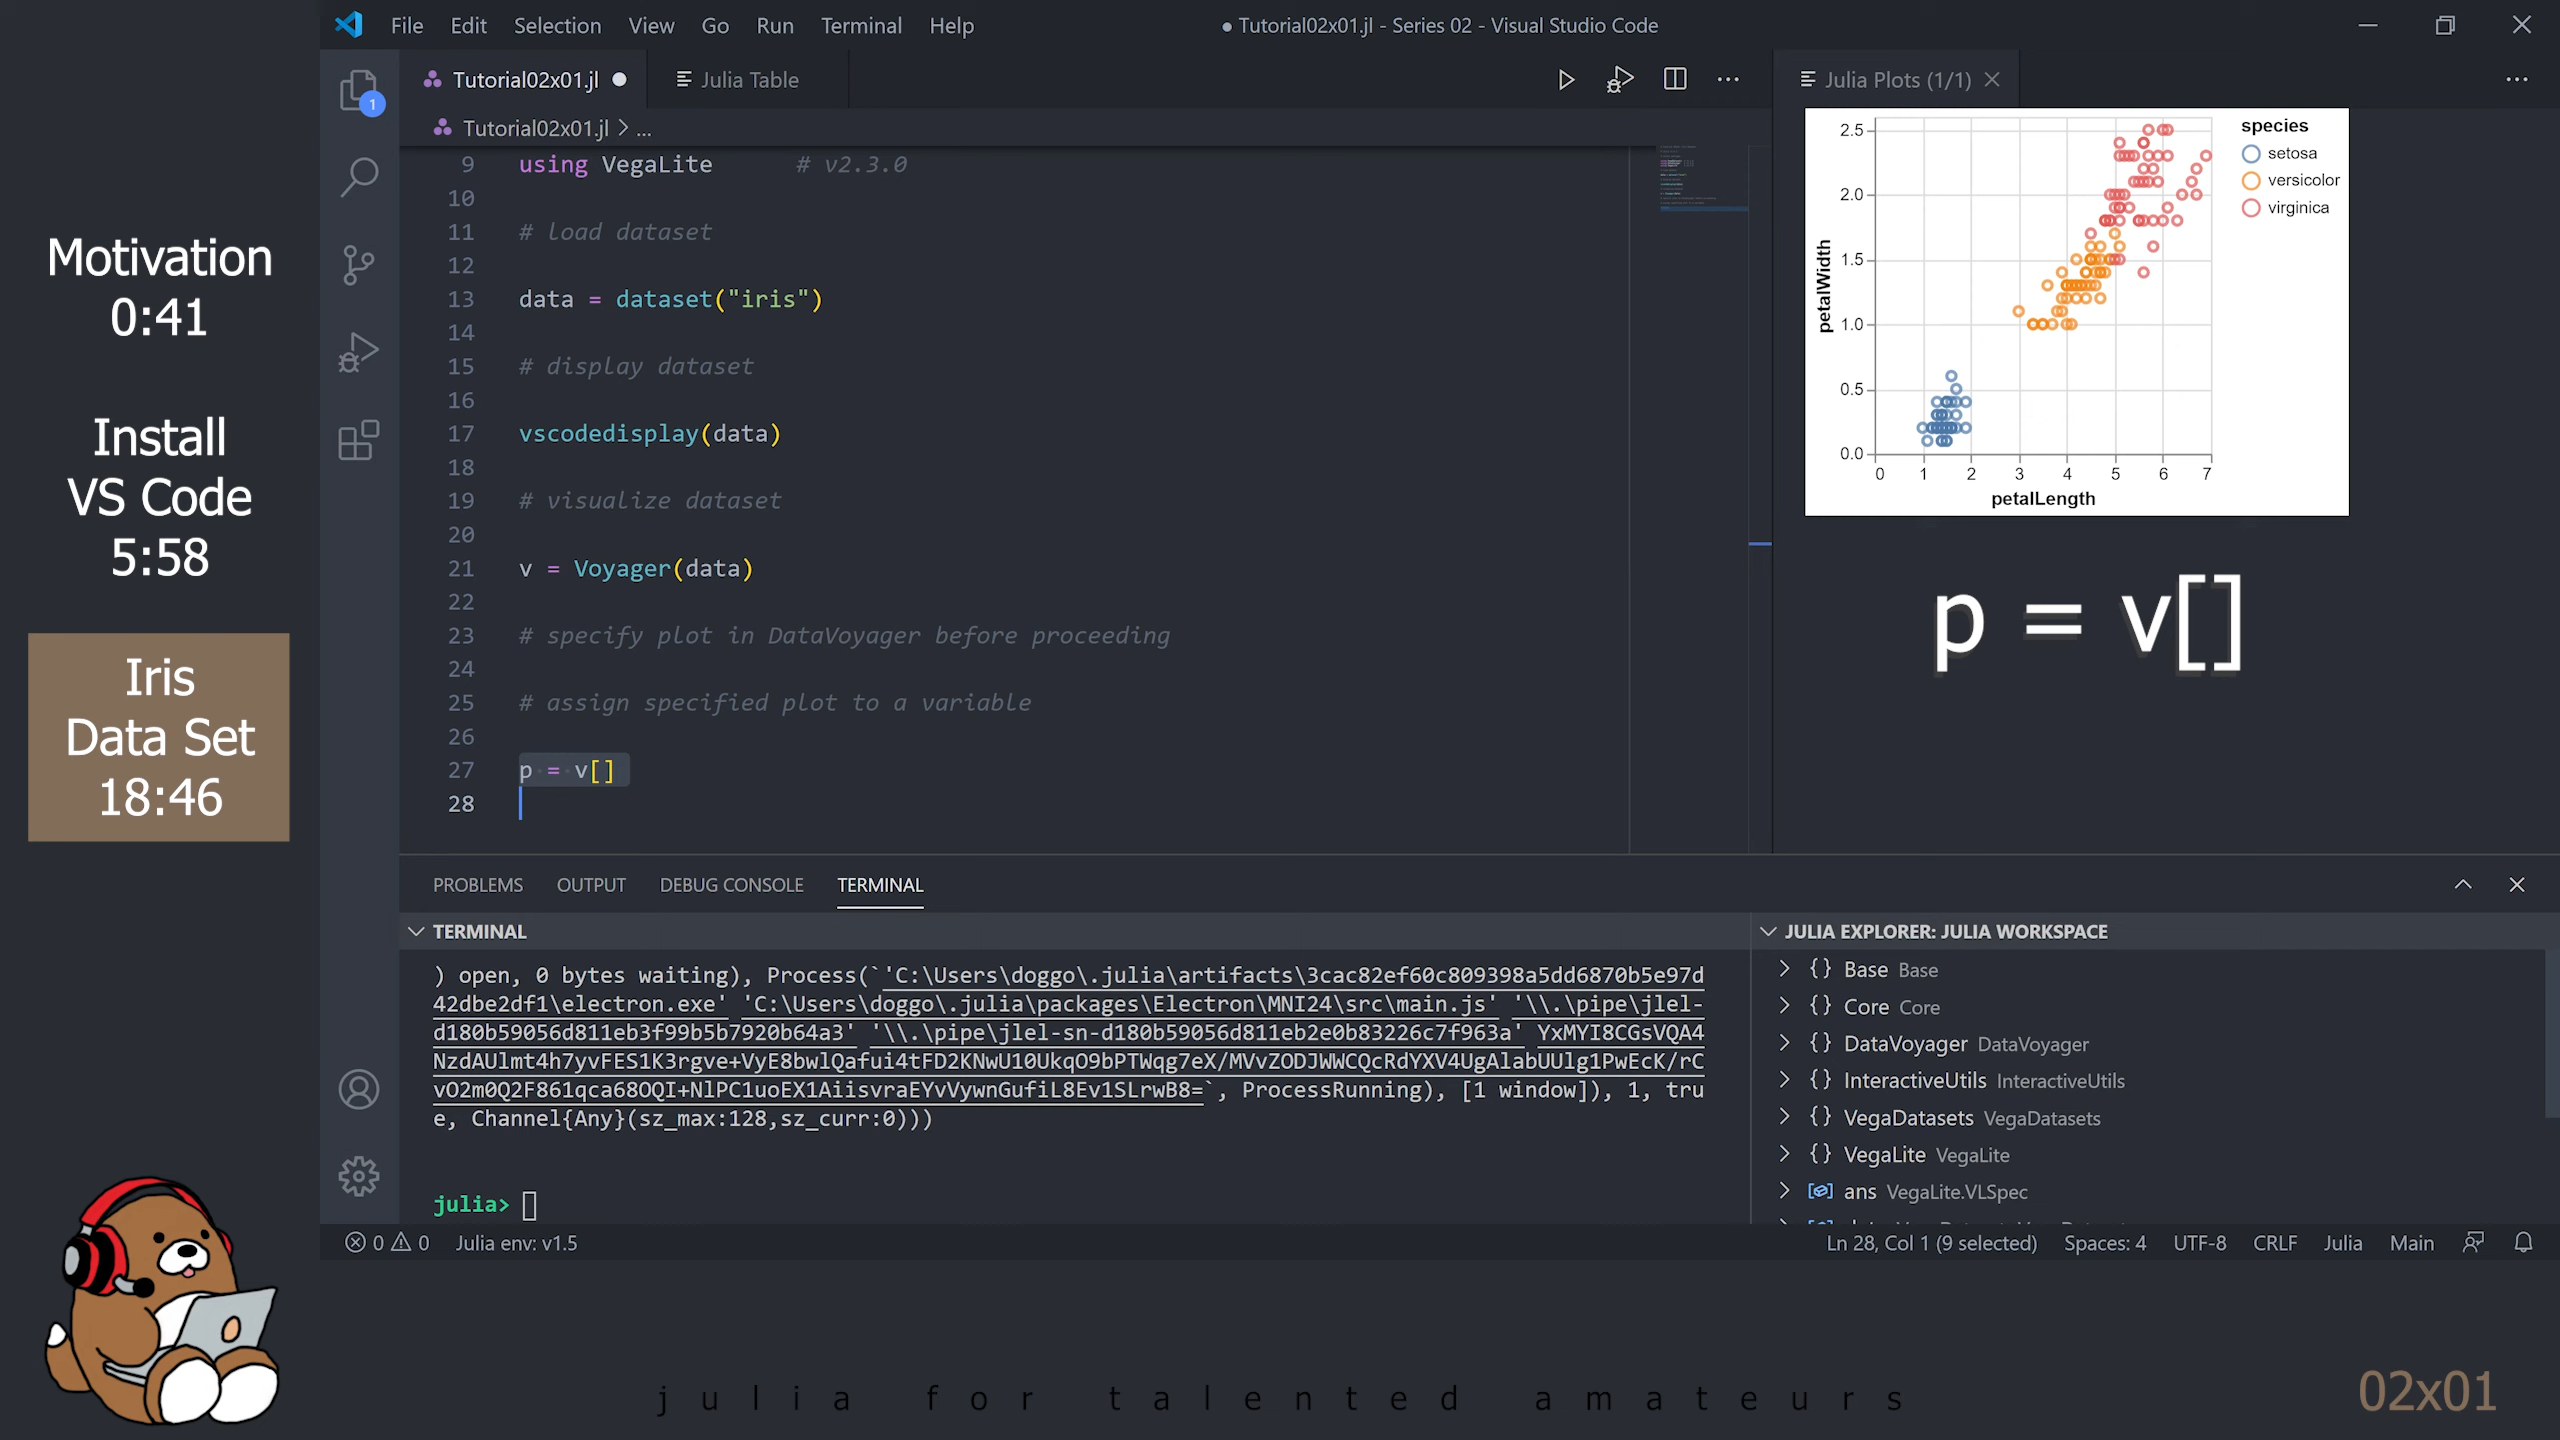 Motivation
0:41
Install
VS Code
5:58
Iris
Data Set
18:46
File Edit Selection View Go Run Terminal Help
● Tutorial02x01.jl - Series 02 - Visual Studio Code
1
Tutorial02x01.jl
Julia Table
Tutorial02x01.jl > ...
9 using VegaLite # v2.3.0
10
11 # load dataset
12
13 data = dataset("iris")
14
15 # display dataset
16
17 vscodedisplay(data)
18
19 # visualize dataset
20
21 v = Voyager(data)
22
23 # specify plot in DataVoyager before proceeding
24
25 # assign specified plot to a variable
26
27 p = v[]
28
Julia Plots (1/1)
2.5
2.0
1.5
1.0
0.5
0.0
petalWidth
0 1 2 3 4 5 6 7
petalLength
species
setosa
versicolor
virginica
p = v[]
PROBLEMS OUTPUT DEBUG CONSOLE TERMINAL
TERMINAL
) open, 0 bytes waiting), Process(`'C:\Users\doggo\.julia\artifacts\3cac82ef60c809398a5dd6870b5e97d
42dbe2df1\electron.exe' 'C:\Users\doggo\.julia\packages\Electron\MNI24\src\main.js' '\\.\pipe\jlel-
d180b59056d811eb3f99b5b7920b64a3' '\\.\pipe\jlel-sn-d180b59056d811eb2e0b83226c7f963a' YxMYI8CGsVQA4
NzdAUlmt4h7yvFES1K3rgve+VyE8bwlQafui4tFD2KNwU10UkqO9bPTWqg7eX/MVvZODJWWCQcRdYXV4UgAlabUUlg1PwEcK/rC
vO2m0Q2F861qca68OQI+NlPC1uoEX1AiisvraEYvVywnGufiL8Ev1SLrwB8=`, ProcessRunning), [1 window]), 1, tru
e, Channel{Any}(sz_max:128,sz_curr:0)))
julia>
JULIA EXPLORER: JULIA WORKSPACE
{} Base Base
{} Core Core
{} DataVoyager DataVoyager
{} InteractiveUtils InteractiveUtils
{} VegaDatasets VegaDatasets
{} VegaLite VegaLite
ans VegaLite.VLSpec
0 0 Julia env: v1.5
Ln 28, Col 1 (9 selected) Spaces: 4 UTF-8 CRLF Julia Main
julia for talented amateurs
02x01